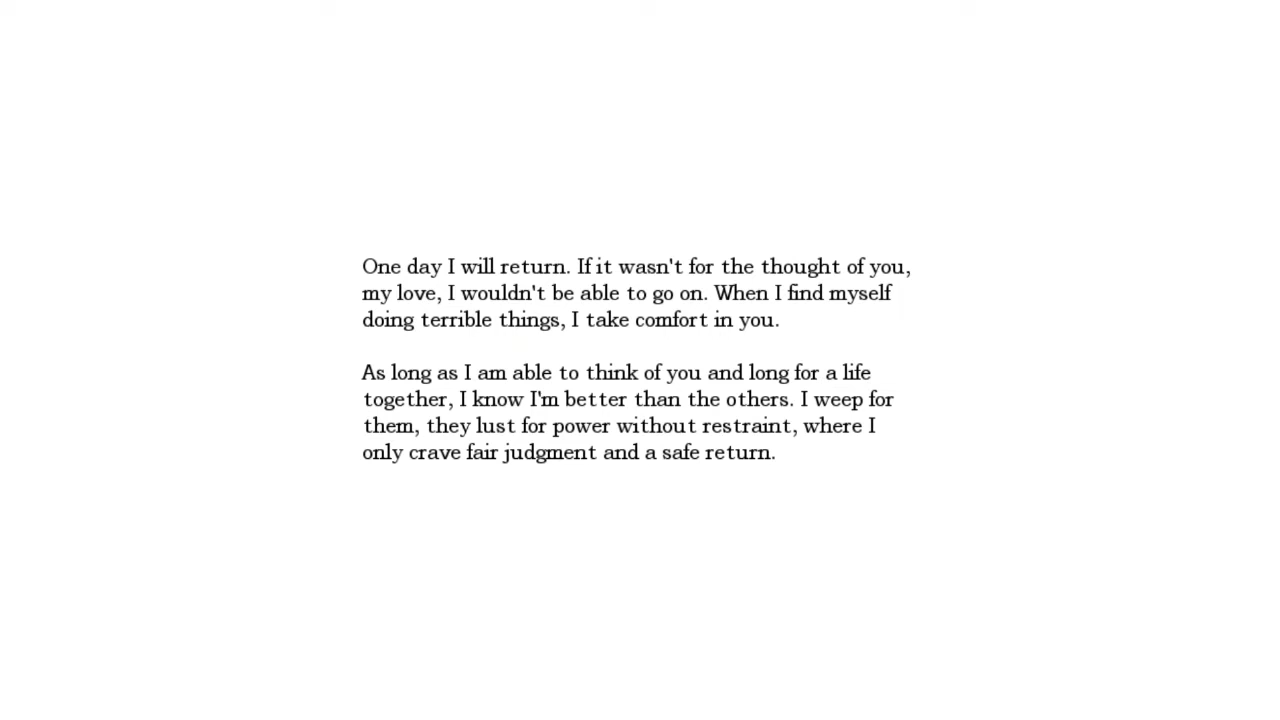 One day I will return. If it wasn't for the thought of you,
my love, I wouldn't be able to go on. When I find myself
doing terrible things, I take comfort in you.
As long as I am able to think of you and long for a life
together, I know I'm better than the others. I weep for
them, they lust for power without restraint, where I
only crave fair judgment and a safe return.